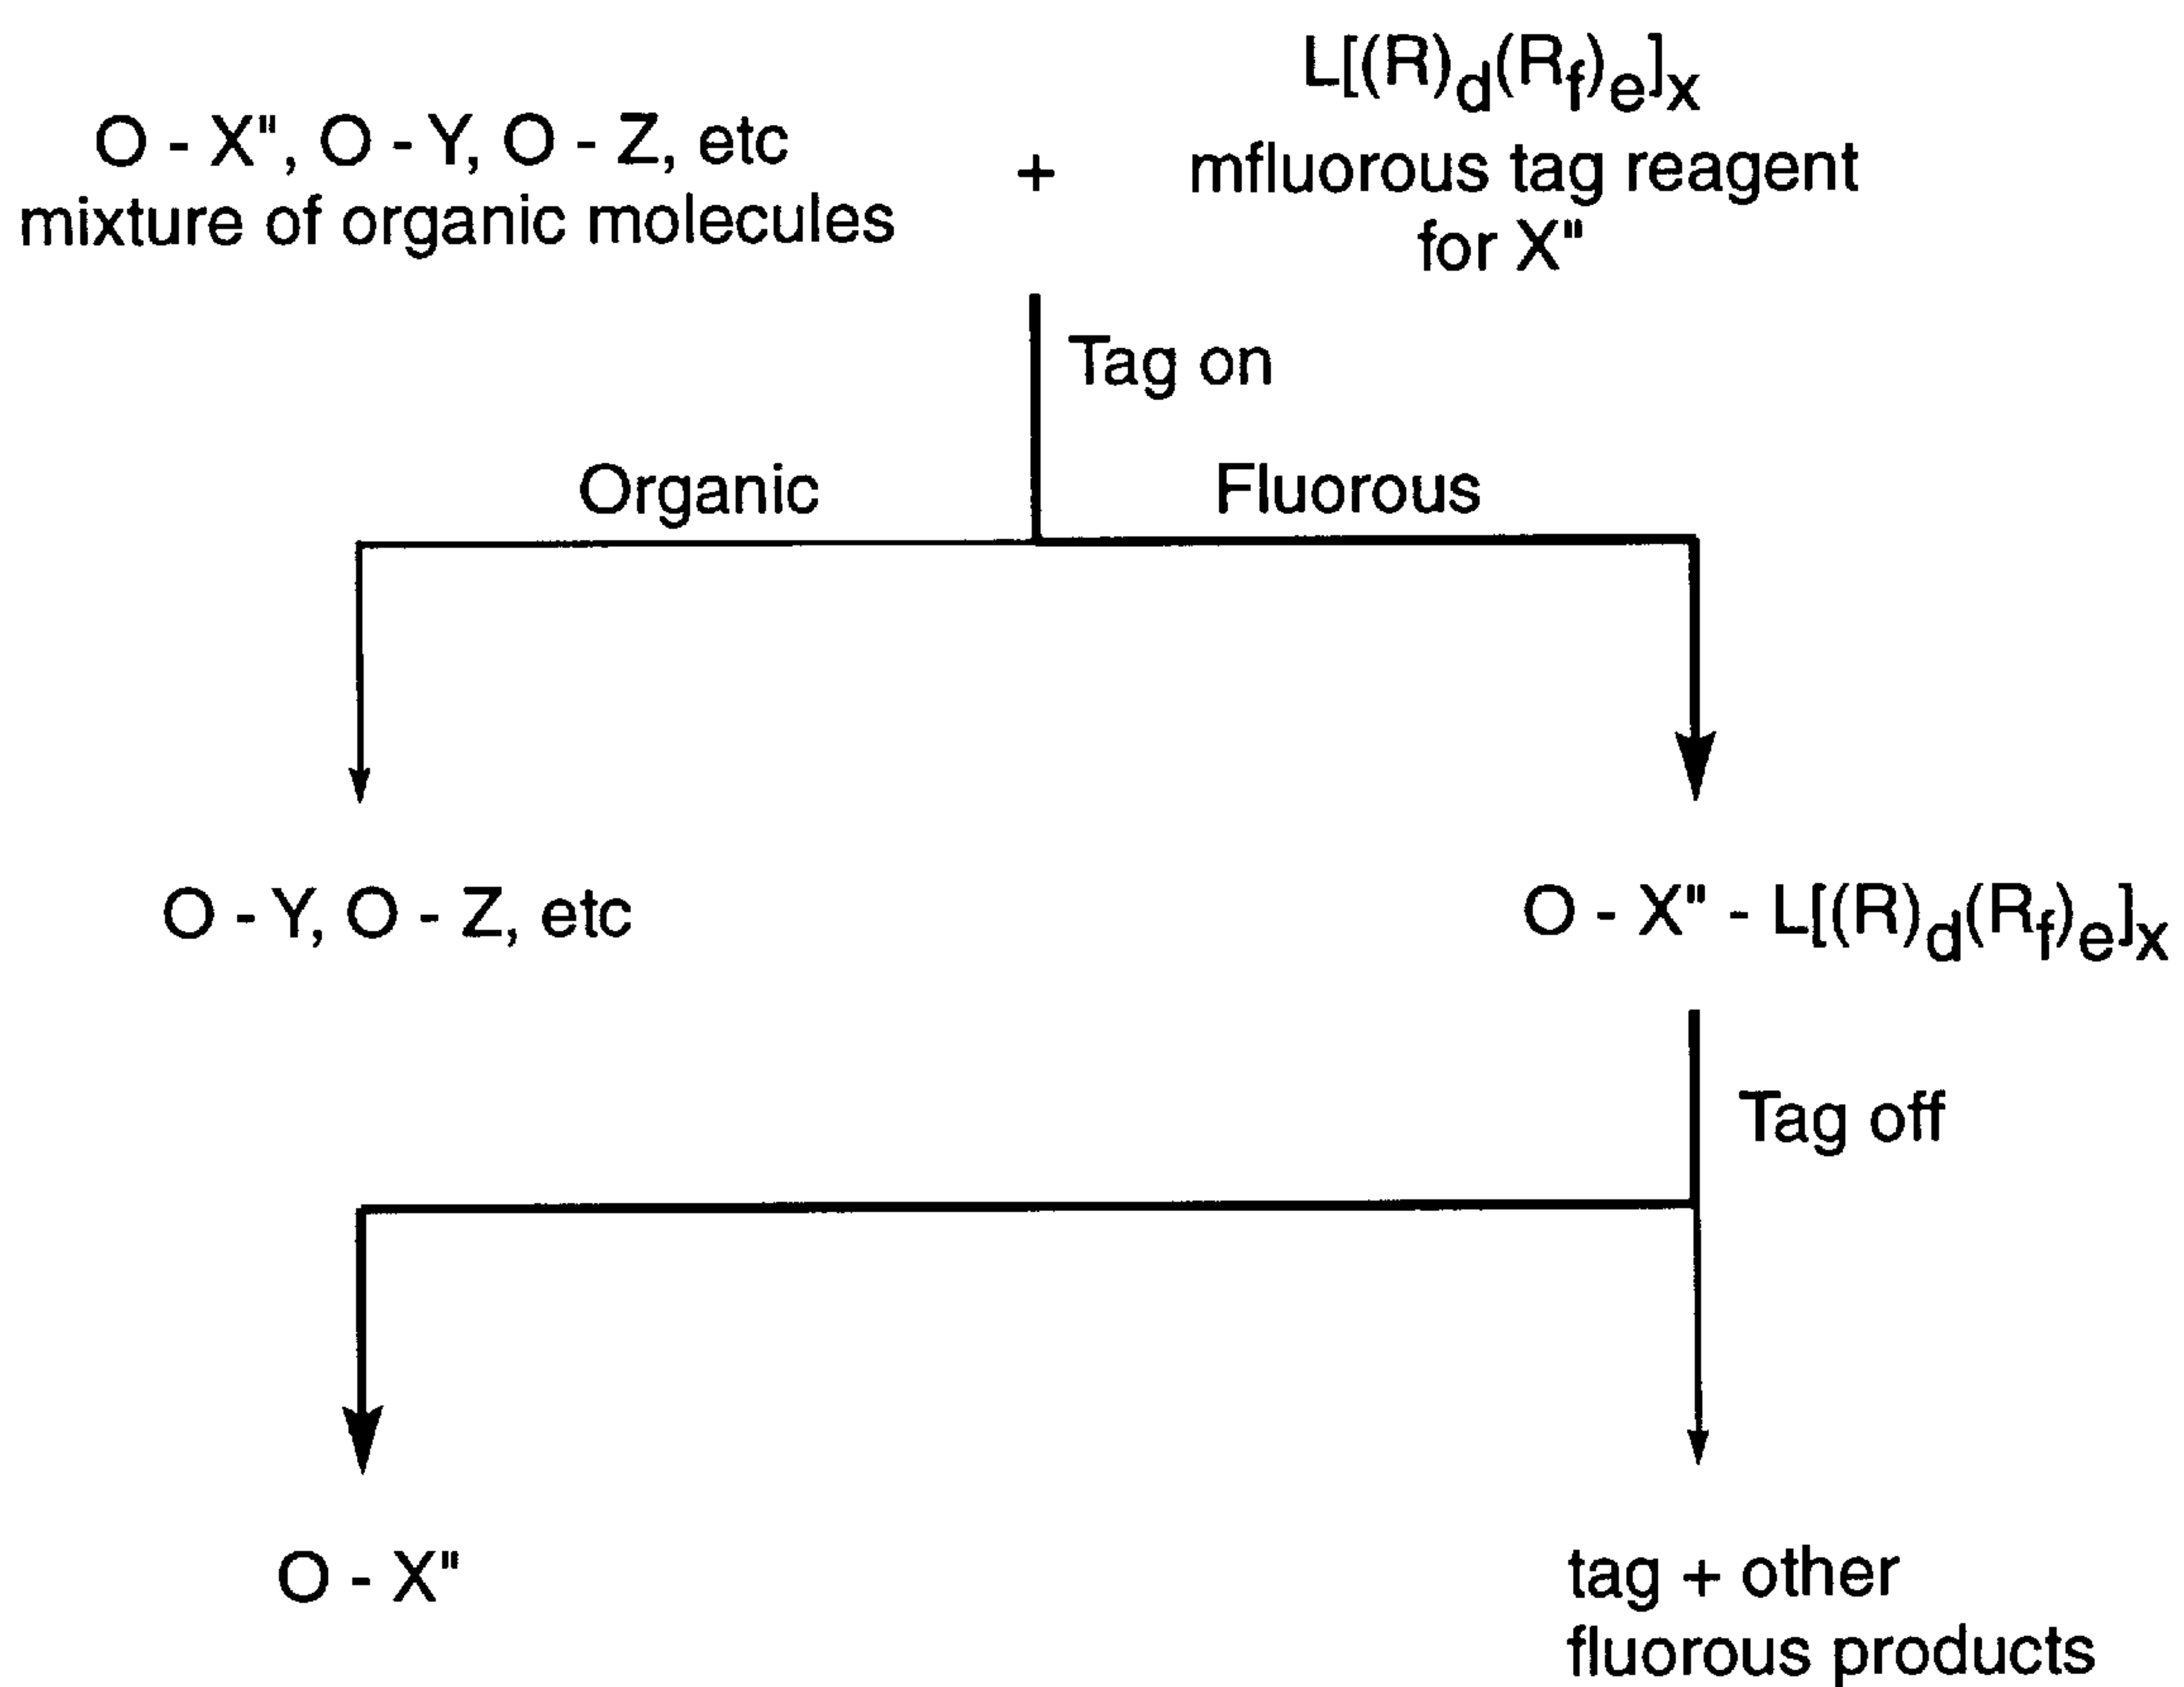 O - X", O - Y, O - Z, etc
mixture of organic molecules
+
L[(R)d(Rf)e]x
mfluorous tag reagent
for X"
Tag on
Organic
Fluorous
O - Y, O - Z, etc
O - X" - L[(R)d(Rf)e]x
Tag off
O - X"
tag + other
fluorous products